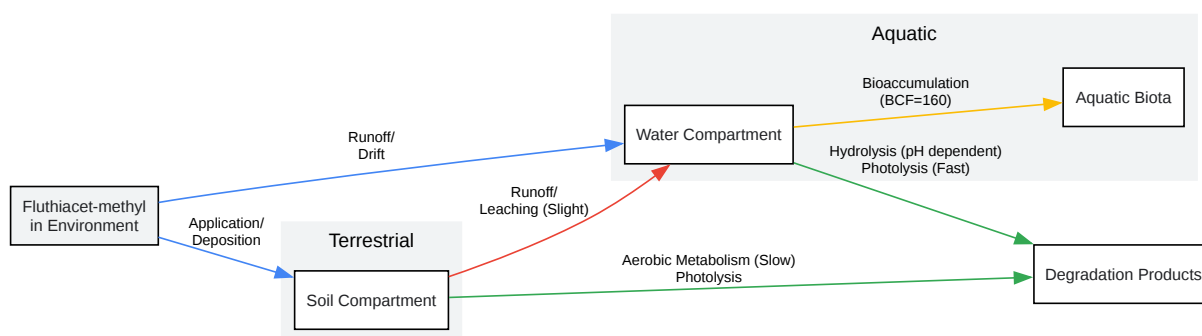 Aquatic
Bioaccumulation
(BCF=160)
Aquatic Biota
Water Compartment
Runoff/
Drift
Hydrolysis (pH dependent)
Photolysis (Fast)
Fluthiacet-methyl
in Environment
Runoff/
Leaching (Slight)
Application/
Deposition
Terrestrial
Soil Compartment
Aerobic Metabolism (Slow)
Photolysis
Degradation Products